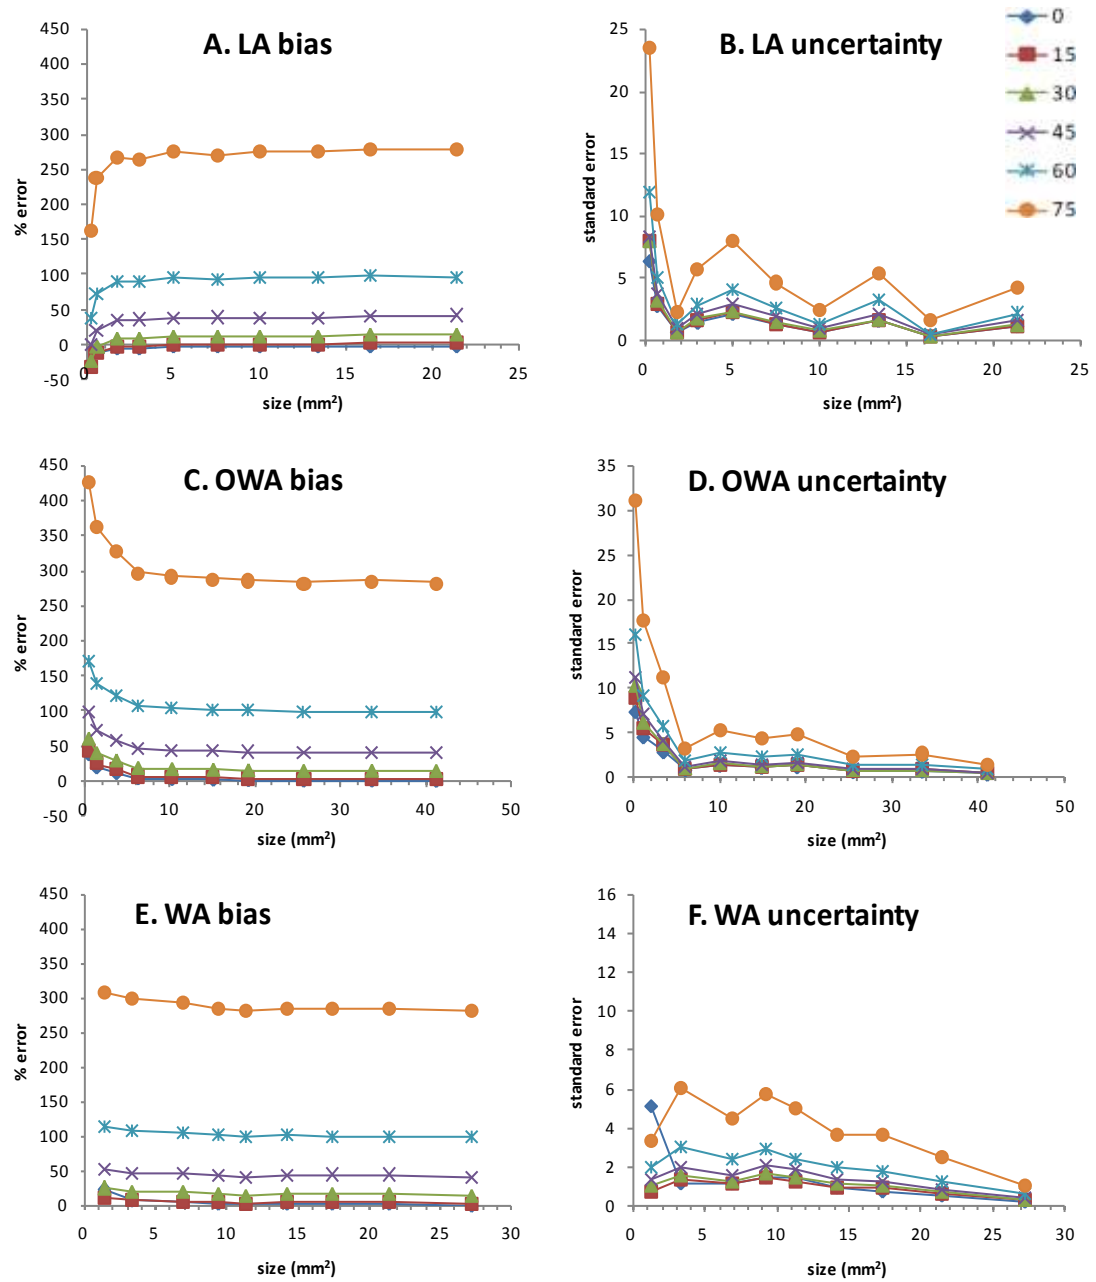 A. LA bias
450
400
350
300
250
200
150
100
50
0
-50
% error
0 5 10 15 20 25
size (mm²)
B. LA uncertainty
25
20
15
10
5
0
standard error
0 5 10 15 20 25
size (mm²)
0
15
30
45
60
75
C. OWA bias
450
400
350
300
250
200
150
100
50
0
-50
% error
0 10 20 30 40 50
size (mm²)
D. OWA uncertainty
35
30
25
20
15
10
5
0
standard error
0 10 20 30 40 50
size (mm²)
E. WA bias
450
400
350
300
250
200
150
100
50
0
% error
0 5 10 15 20 25 30
size (mm²)
F. WA uncertainty
16
14
12
10
8
6
4
2
0
standard error
0 5 10 15 20 25 30
size (mm²)